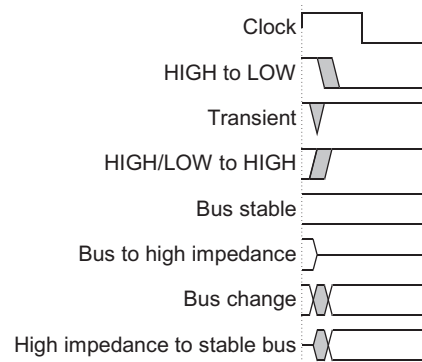 Clock
HIGH to LOW
Transient
HIGH/LOW to HIGH
Bus stable
Bus to high impedance
Bus change
High impedance to stable bus